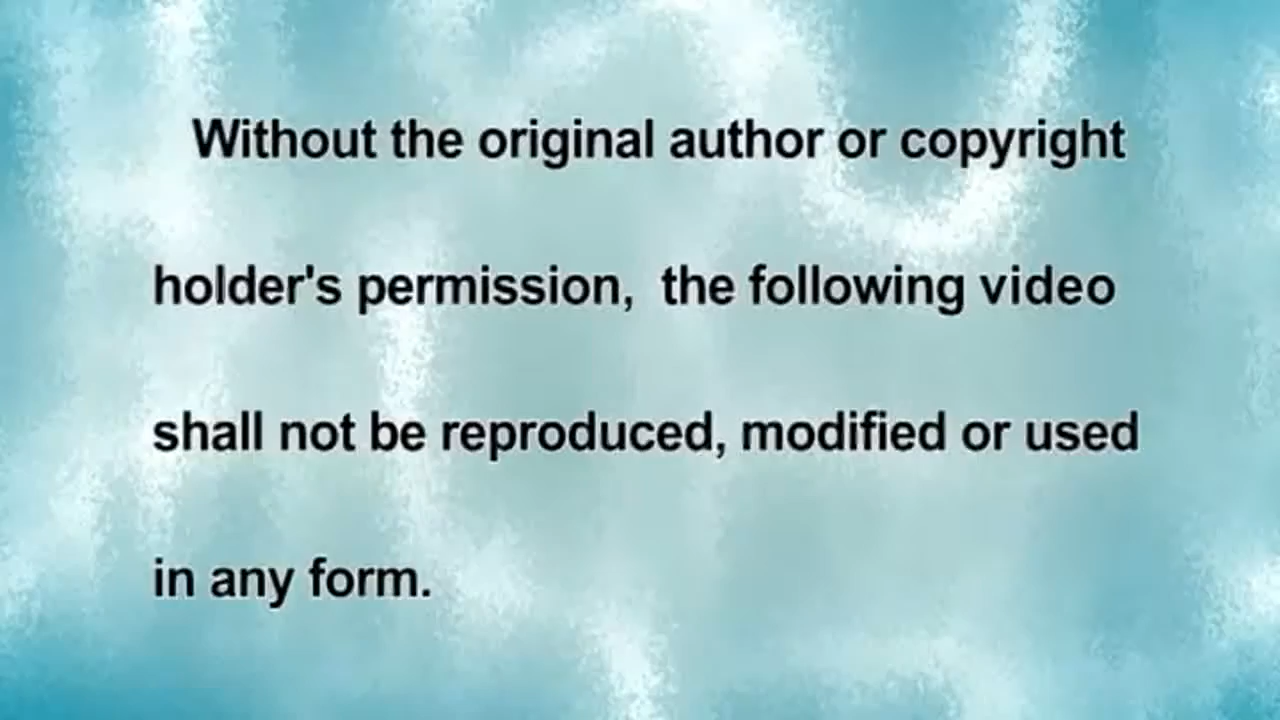 Without the original author or copyright
holder's permission, the following video
shall not be reproduced, modified or used
in any form.